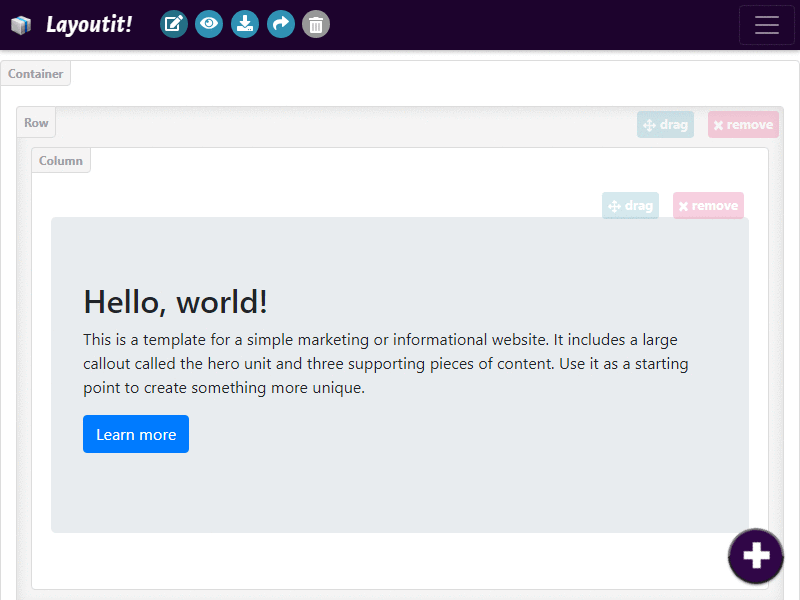 Layoutit!
Container
Row
drag
remove
Column
drag
remove
Hello, world!
This is a template for a simple marketing or informational website. It includes a large
callout called the hero unit and three supporting pieces of content. Use it as a starting
point to create something more unique.
Learn more